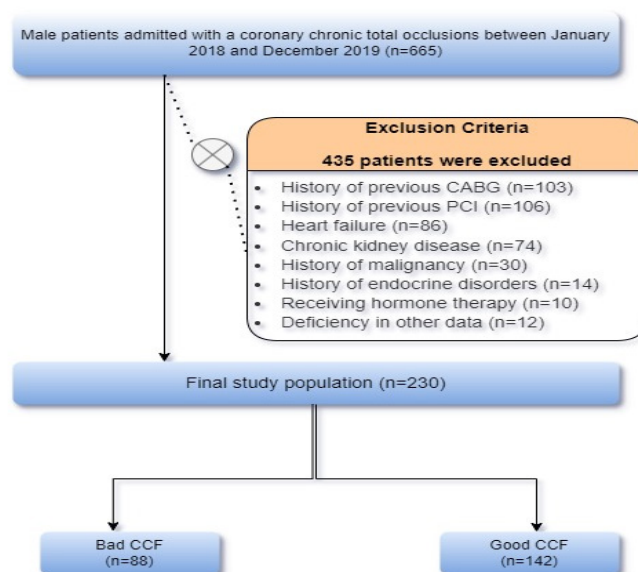 Male patients admitted with a coronary chronic total occlusions between January
2018 and December 2019 (n=665)
Exclusion Criteria
435 patients were excluded
• History of previous CABG (n=103)
• History of previous PCI (n=106)
• Heart failure (n=86)
• Chronic kidney disease (n=74)
• History of malignancy (n=30)
• History of endocrine disorders (n=14)
• Receiving hormone therapy (n=10)
• Deficiency in other data (n=12)
Final study population (n=230)
Bad CCF
(n=88)
Good CCF
(n=142)